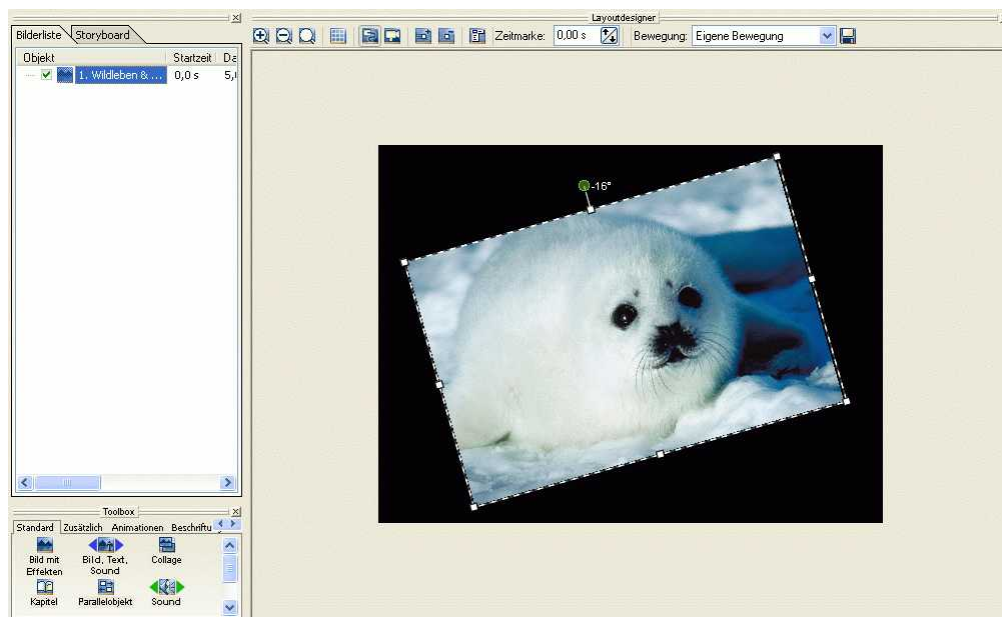 Layoutdesigner
Bilderliste Storyboard
Zeitmarke: 0,00 s Bewegung: Eigene Bewegung
Objekt Startzeit Da
1. Wildleben & ... 0,0 s 5,
-16°
Toolbox
Standard Zusätzlich Animationen Beschriftu
Bild mit Effekten
Bild, Text, Sound
Collage
Kapitel Parallelobjekt Sound